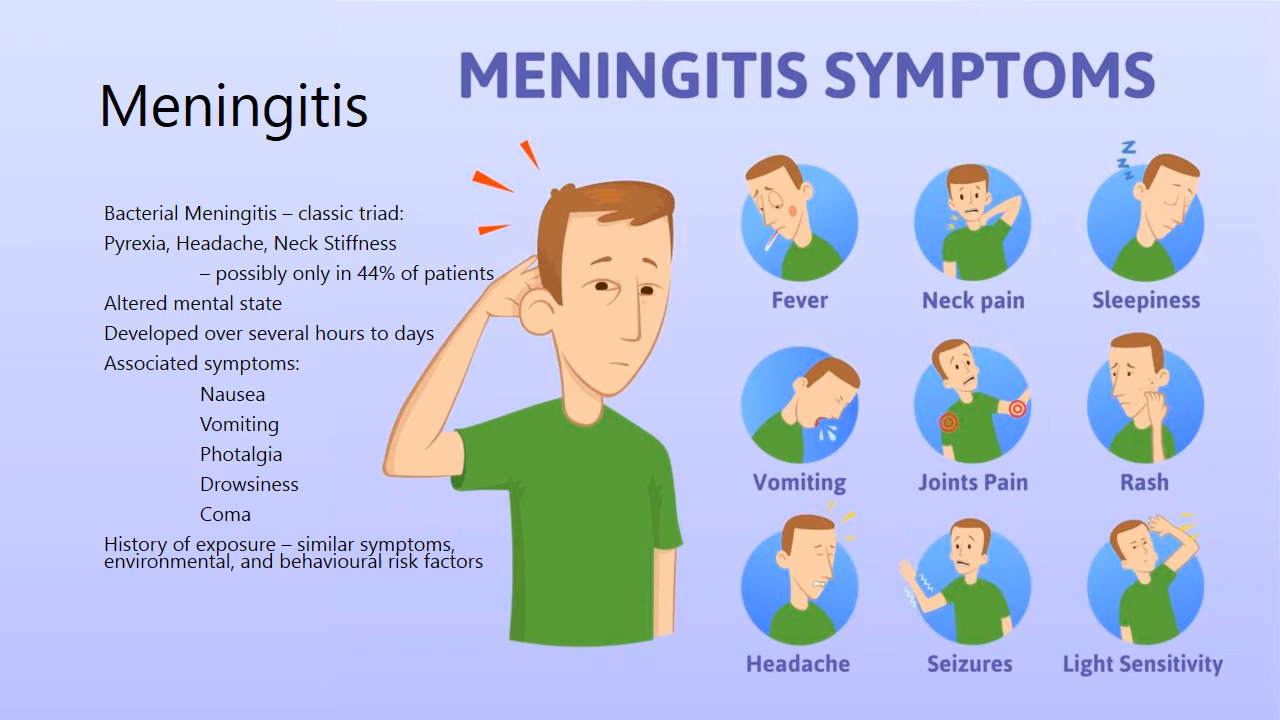 MENINGITIS SYMPTOMS
Meningitis
Bacterial Meningitis – classic triad:
Pyrexia, Headache, Neck Stiffness
– possibly only in 44% of patients
Altered mental state
Developed over several hours to days
Associated symptoms:
Nausea
Vomiting
Photalgia
Drowsiness
Coma
History of exposure – similar symptoms,
environmental, and behavioural risk factors
z
z
z
Fever
Neck pain
Sleepiness
Vomiting
Joints Pain
Rash
Headache
Seizures
Light Sensitivity